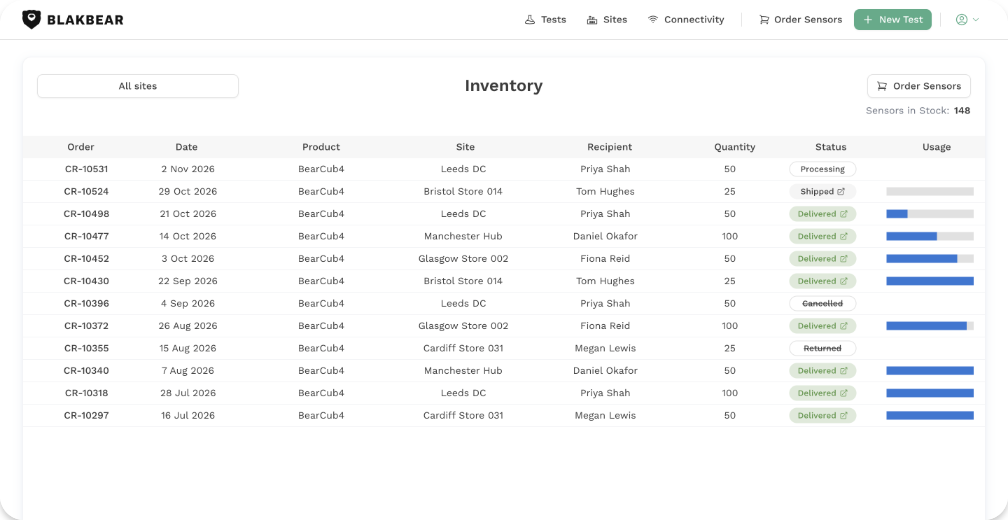 BLAKBEAR Tests Sites Connectivity Order Sensors + New Test
All sites Inventory Order Sensors
Sensors in Stock: 148
Order Date Product Site Recipient Quantity Status Usage
CR-10531 2 Nov 2026 BearCub4 Leeds DC Priya Shah 50 Processing
CR-10524 29 Oct 2026 BearCub4 Bristol Store 014 Tom Hughes 25 Shipped
CR-10498 21 Oct 2026 BearCub4 Leeds DC Priya Shah 50 Delivered
CR-10477 14 Oct 2026 BearCub4 Manchester Hub Daniel Okafor 100 Delivered
CR-10452 3 Oct 2026 BearCub4 Glasgow Store 002 Fiona Reid 50 Delivered
CR-10430 22 Sep 2026 BearCub4 Bristol Store 014 Tom Hughes 25 Delivered
CR-10396 4 Sep 2026 BearCub4 Leeds DC Priya Shah 50 Cancelled
CR-10372 26 Aug 2026 BearCub4 Glasgow Store 002 Fiona Reid 100 Delivered
CR-10355 15 Aug 2026 BearCub4 Cardiff Store 031 Megan Lewis 25 Returned
CR-10340 7 Aug 2026 BearCub4 Manchester Hub Daniel Okafor 50 Delivered
CR-10318 28 Jul 2026 BearCub4 Leeds DC Priya Shah 100 Delivered
CR-10297 16 Jul 2026 BearCub4 Cardiff Store 031 Megan Lewis 50 Delivered